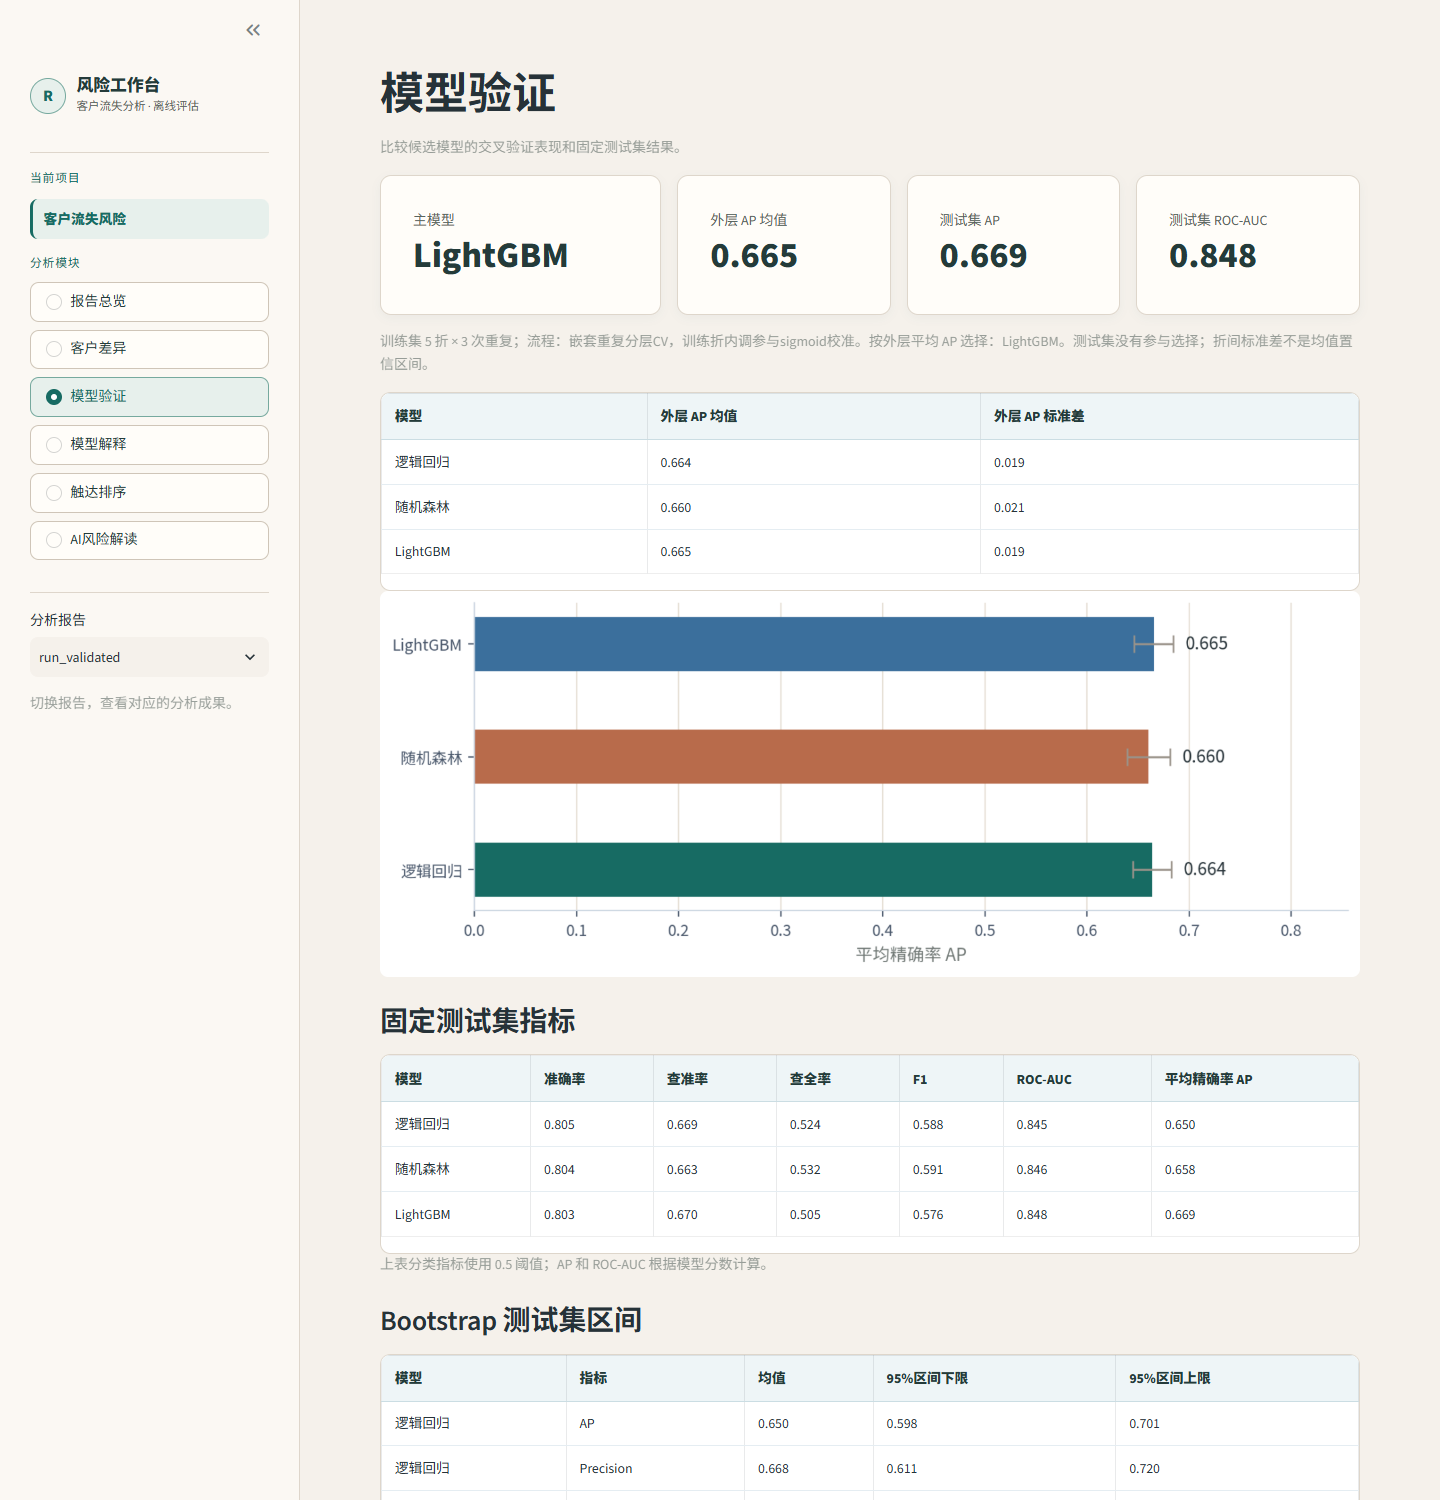 R
风险工作台
客户流失分析 · 离线评估
当前项目
客户流失风险
分析模块
报告总览
客户差异
模型验证
模型解释
触达排序
AI风险解读
分析报告
run_validated
切换报告，查看对应的分析成果。
模型验证
比较候选模型的交叉验证表现和固定测试集结果。
主模型
LightGBM
外层 AP 均值
0.665
测试集 AP
0.669
测试集 ROC-AUC
0.848
训练集 5 折 × 3 次重复；流程：嵌套重复分层CV，训练折内调参与sigmoid校准。按外层平均 AP 选择：LightGBM。测试集没有参与选择；折间标准差不是均值置
信区间。
模型 外层 AP 均值 外层 AP 标准差
逻辑回归 0.664 0.019
随机森林 0.660 0.021
LightGBM 0.665 0.019
LightGBM 0.665
随机森林 0.660
逻辑回归 0.664
0.0 0.1 0.2 0.3 0.4 0.5 0.6 0.7 0.8
平均精确率 AP
固定测试集指标
模型 准确率 查准率 查全率 F1 ROC-AUC 平均精确率 AP
逻辑回归 0.805 0.669 0.524 0.588 0.845 0.650
随机森林 0.804 0.663 0.532 0.591 0.846 0.658
LightGBM 0.803 0.670 0.505 0.576 0.848 0.669
上表分类指标使用 0.5 阈值；AP 和 ROC-AUC 根据模型分数计算。
Bootstrap 测试集区间
模型 指标 均值 95%区间下限 95%区间上限
逻辑回归 AP 0.650 0.598 0.701
逻辑回归 Precision 0.668 0.611 0.720